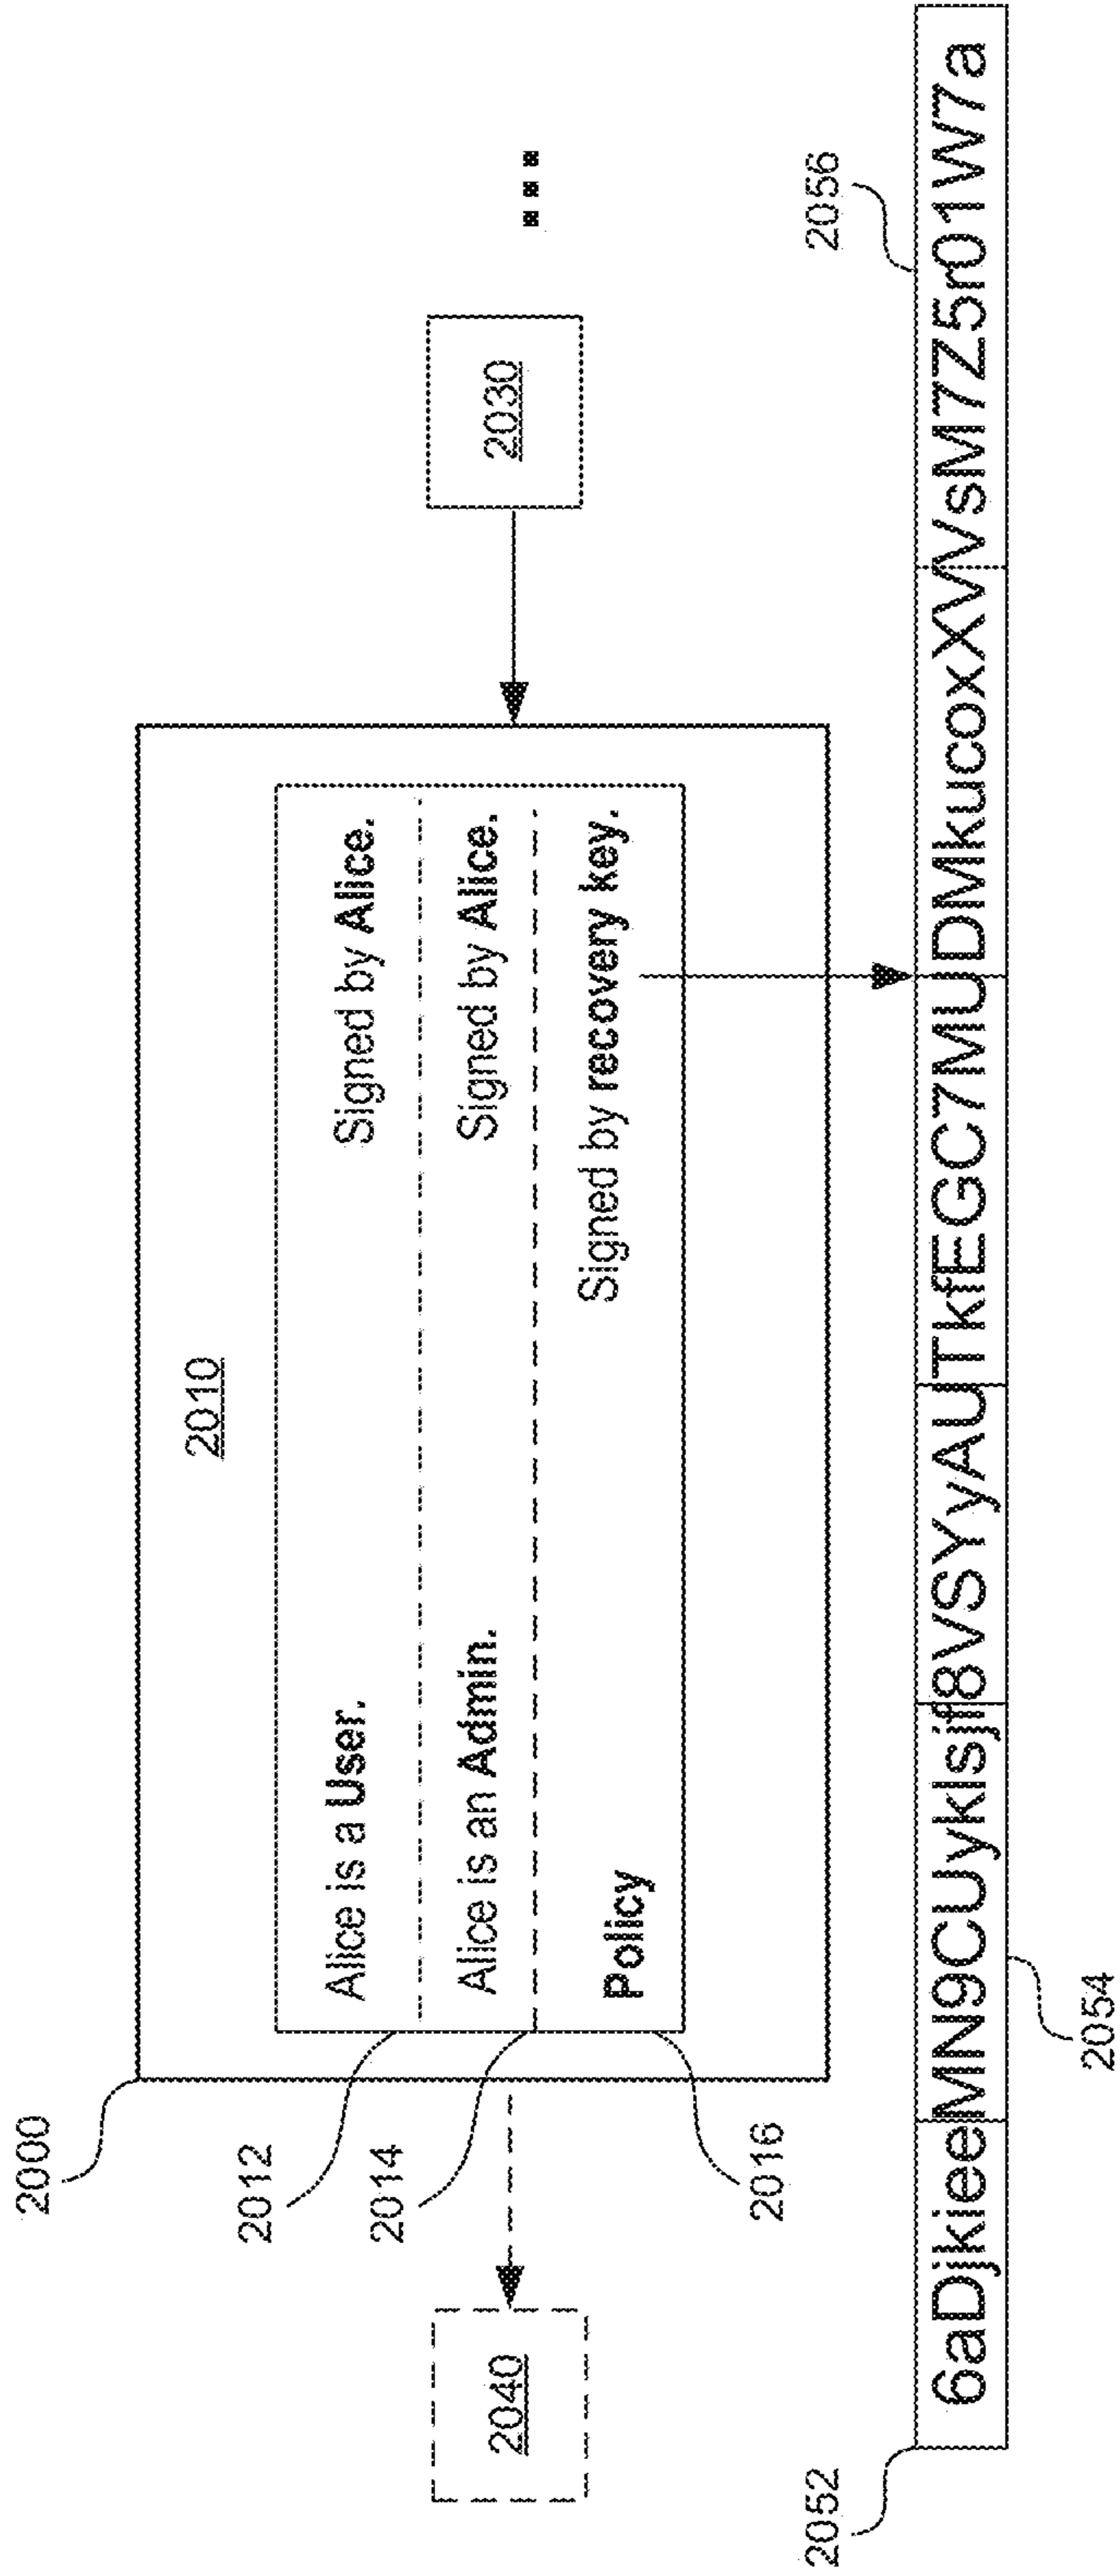 2000
2010
2012
Alice is a User. Signed by Alice.
2014
Alice is an Admin. Signed by Alice.
2040
2030
2016
Policy Signed by recovery key.
2052
2056
6aDjkieeMN9CUyklsjf8VSYyAUTkfEGC7MUDMkucoxXVVsM7Z5r01W7a
2054